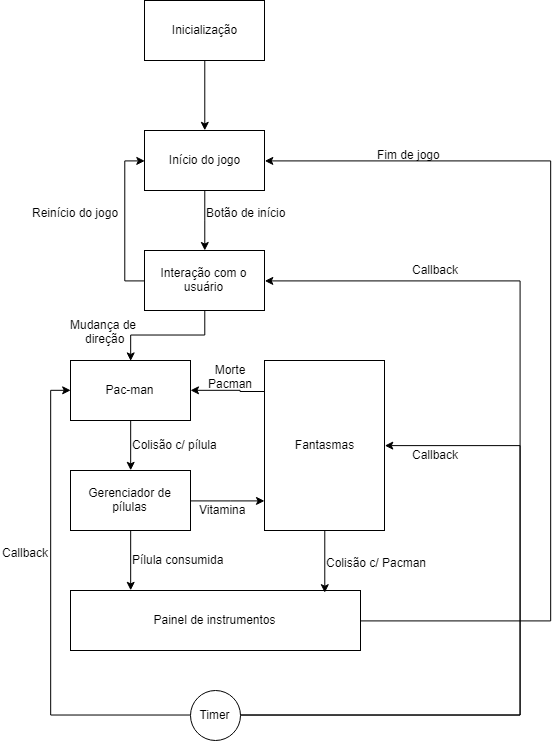 Inicialização
Início do jogo
Fim de jogo
Reinício do jogo
Botão de início
Interação com o
usuário
Callback
Mudança de
direção
Pac-man
Morte
Pacman
Fantasmas
Colisão c/ pílula
Callback
Gerenciador de
pílulas
Vitamina
Callback
Pílula consumida
Colisão c/ Pacman
Painel de instrumentos
Timer